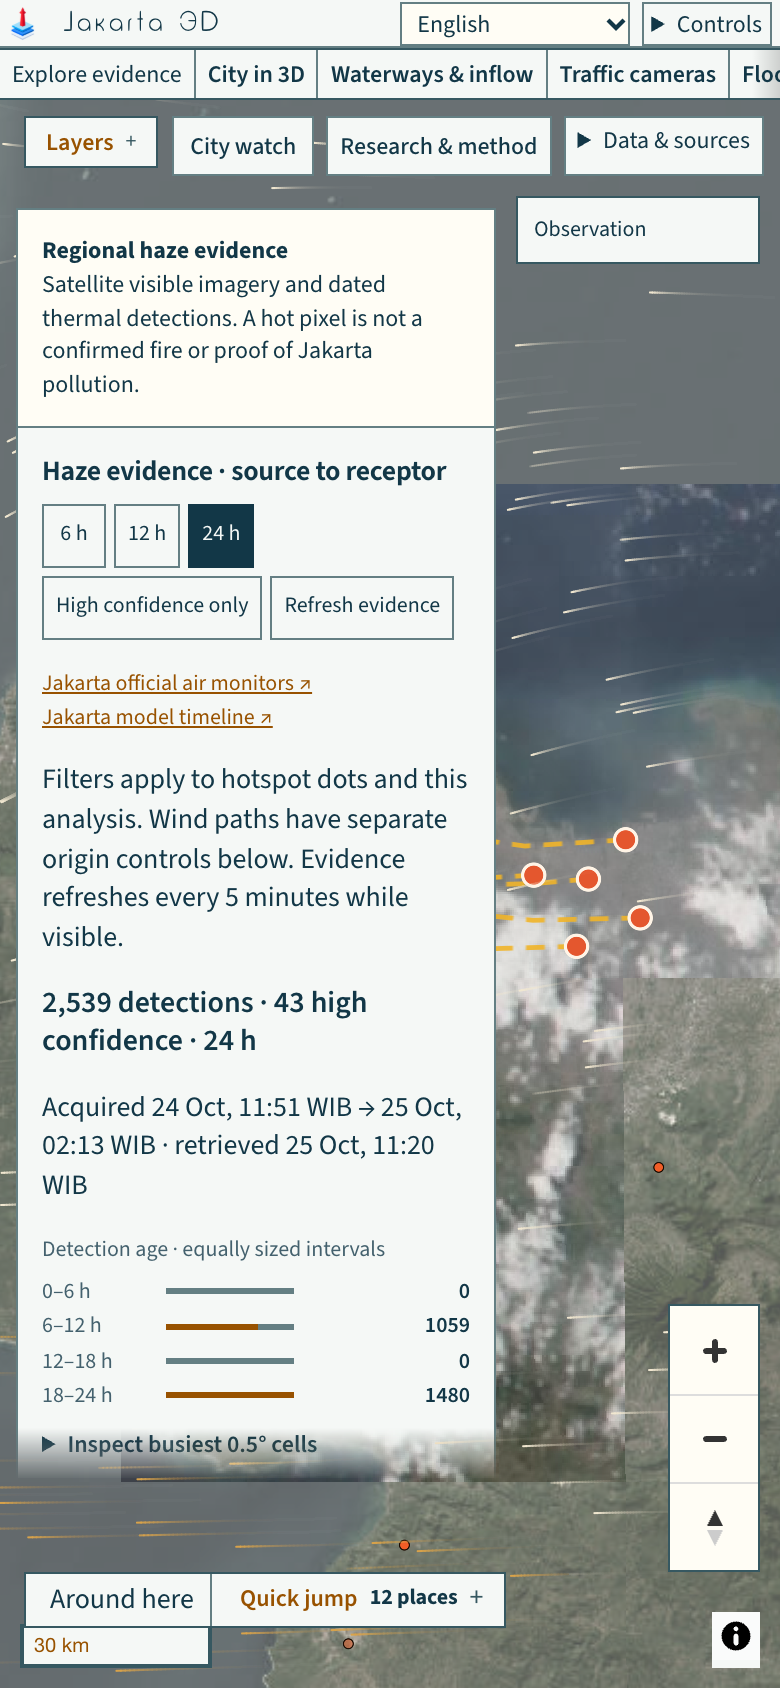 Jakarta 3D
English
Controls
Explore evidence
City in 3D
Waterways & inflow
Traffic cameras
Layers +
City watch
Research & method
Data & sources
Observation
Regional haze evidence
Satellite visible imagery and dated
thermal detections. A hot pixel is not a
confirmed fire or proof of Jakarta
pollution.
Haze evidence · source to receptor
6 h
12 h
24 h
High confidence only
Refresh evidence
Jakarta official air monitors ↗
Jakarta model timeline ↗
Filters apply to hotspot dots and this
analysis. Wind paths have separate
origin controls below. Evidence
refreshes every 5 minutes while
visible.
2,539 detections · 43 high
confidence · 24 h
Acquired 24 Oct, 11:51 WIB → 25 Oct,
02:13 WIB · retrieved 25 Oct, 11:20
WIB
Detection age · equally sized intervals
0–6 h 0
6–12 h 1059
12–18 h 0
18–24 h 1480
Inspect busiest 0.5° cells
Around here
Quick jump 12 places +
30 km